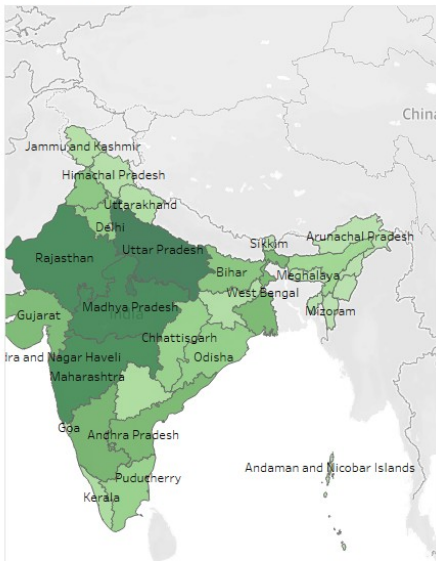 China
Jammu and Kashmir
Himachal Pradesh
Uttarakhand
Delhi
Sikkim
Arunachal Pradesh
Rajasthan
Uttar Pradesh
Bihar
Meghalaya
West Bengal
Gujarat
Madhya Pradesh
India
Mizoram
Chhattisgarh
dra and Nagar Haveli
Odisha
Maharashtra
Goa
Andhra Pradesh
Andaman and Nicobar Islands
Puducherry
Kerala